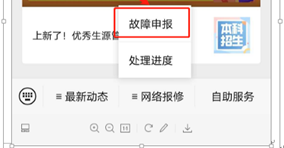 故障申报
上新了！优秀生源
本科
招生
处理进度
≡ 最新动态
≡ 网络报修
自助服务